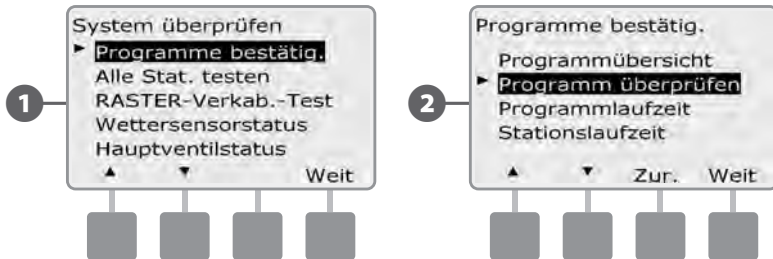 1
System überprüfen
Programme bestätig.
Alle Stat. testen
RASTER-Verkab.-Test
Wettersensorstatus
Hauptventilstatus
Weit
2
Programme bestätig.
Programmübersicht
Programm überprüfen
Programmlaufzeit
Stationslaufzeit
Zur. Weit